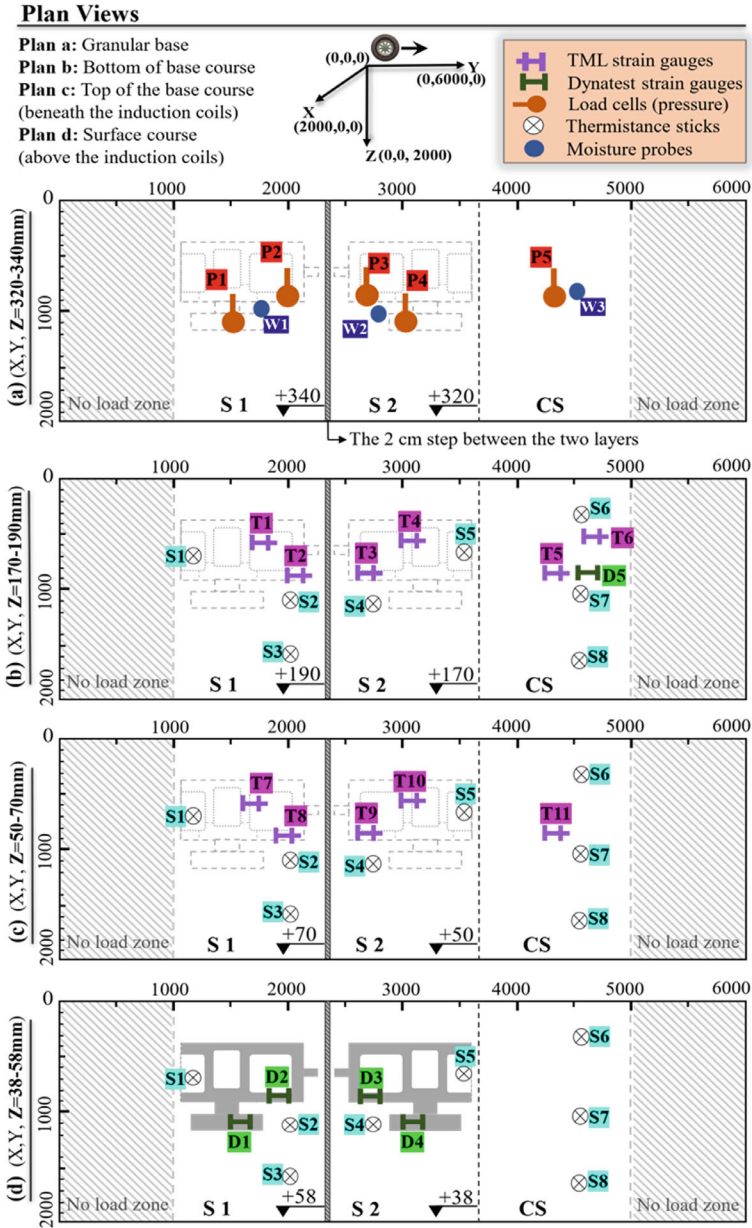 Plan Views
Plan a: Granular base
Plan b: Bottom of base course
Plan c: Top of the base course
(beneath the induction coils)
Plan d: Surface course
(above the induction coils)
(0,0,0)
Y
(0,6000,0)
X
(2000,0,0)
Z (0,0, 2000)
TML strain gauges
Dynatest strain gauges
Load cells (pressure)
Thermistance sticks
Moisture probes
0 1000 2000 3000 4000 5000 6000
(a) (X,Y, Z=320-340mm)
0
1000
2000
P1 P2 P3 P4 P5
W1 W2 W3
+340 +320
No load zone S 1 S 2 CS No load zone
The 2 cm step between the two layers
0 1000 2000 3000 4000 5000 6000
(b) (X,Y, Z=170-190mm)
0
1000
2000
S6
T1 T4 S5 T6
S1 T2 T3 T5 D5
S2 S4 S7
S3 S8
+190 +170
No load zone S 1 S 2 CS No load zone
0 1000 2000 3000 4000 5000 6000
(c) (X,Y, Z=50-70mm)
0
1000
2000
S6
T7 T10 S5
S1 T8 T9 T11
S2 S4 S7
S3 S8
+70 +50
No load zone S 1 S 2 CS No load zone
0 1000 2000 3000 4000 5000 6000
(d) (X,Y, Z=38-58mm)
0
1000
2000
S6
S5
S1 D2 D3
S2 S4 S7
D1 D4
S3 S8
+58 +38
No load zone S 1 S 2 CS No load zone